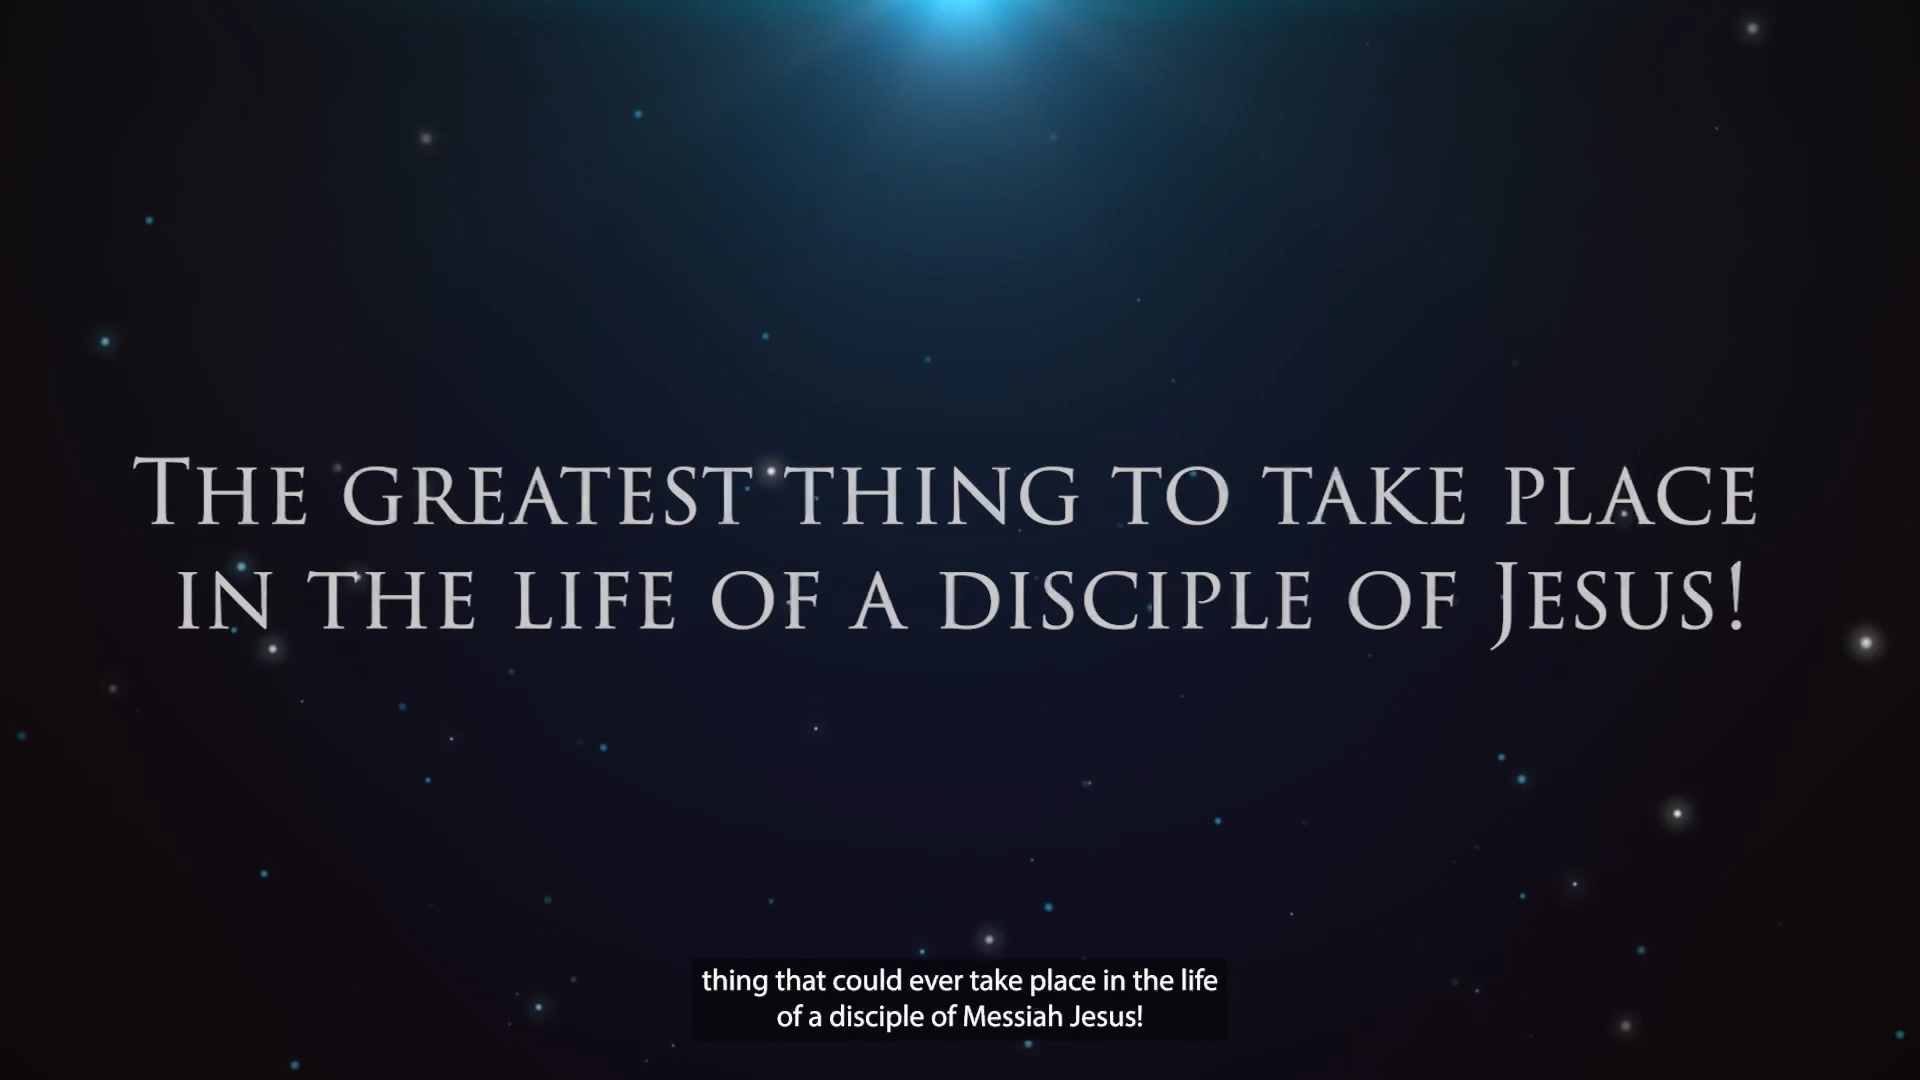 The greatest thing to take place
in the life of a disciple of Jesus!
thing that could ever take place in the life
of a disciple of Messiah Jesus!